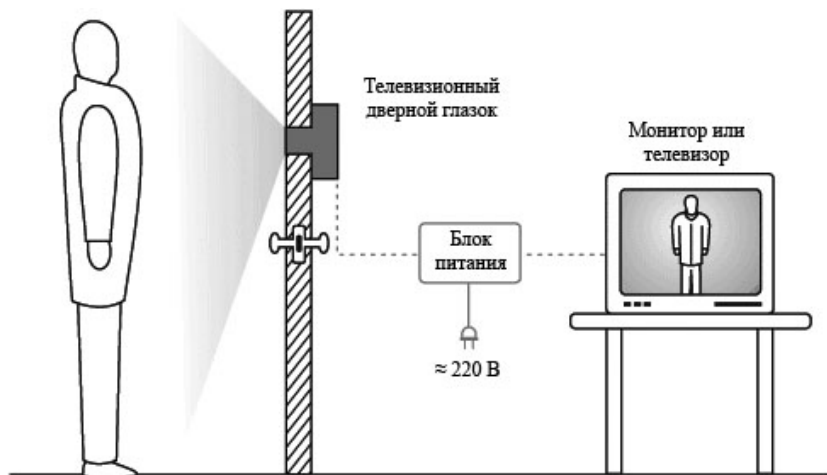 Телевизионный
дверной глазок
Монитор или
телевизор
Блок
питания
≈ 220 В